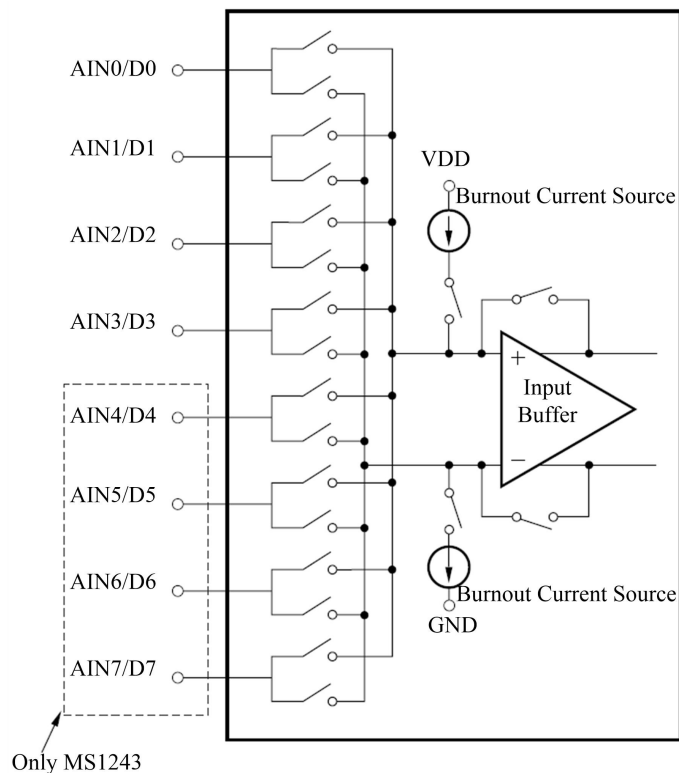 AIN0/D0
AIN1/D1
AIN2/D2
AIN3/D3
AIN4/D4
AIN5/D5
AIN6/D6
AIN7/D7
Only MS1243
VDD
Burnout Current Source
+
Input
Buffer
−
Burnout Current Source
GND